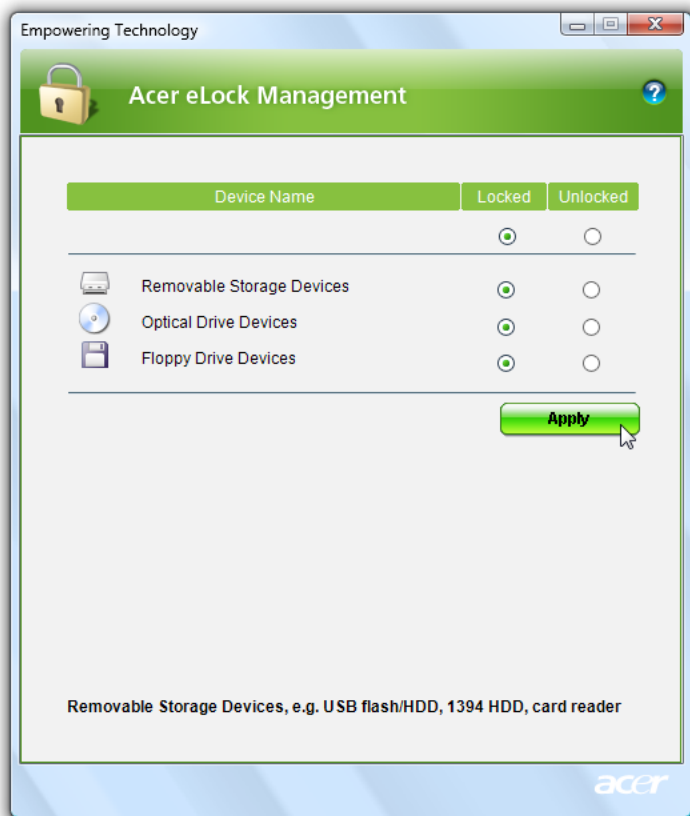 Empowering Technology
Acer eLock Management
Device Name Locked Unlocked
Removable Storage Devices
Optical Drive Devices
Floppy Drive Devices
Apply
Removable Storage Devices, e.g. USB flash/HDD, 1394 HDD, card reader
acer